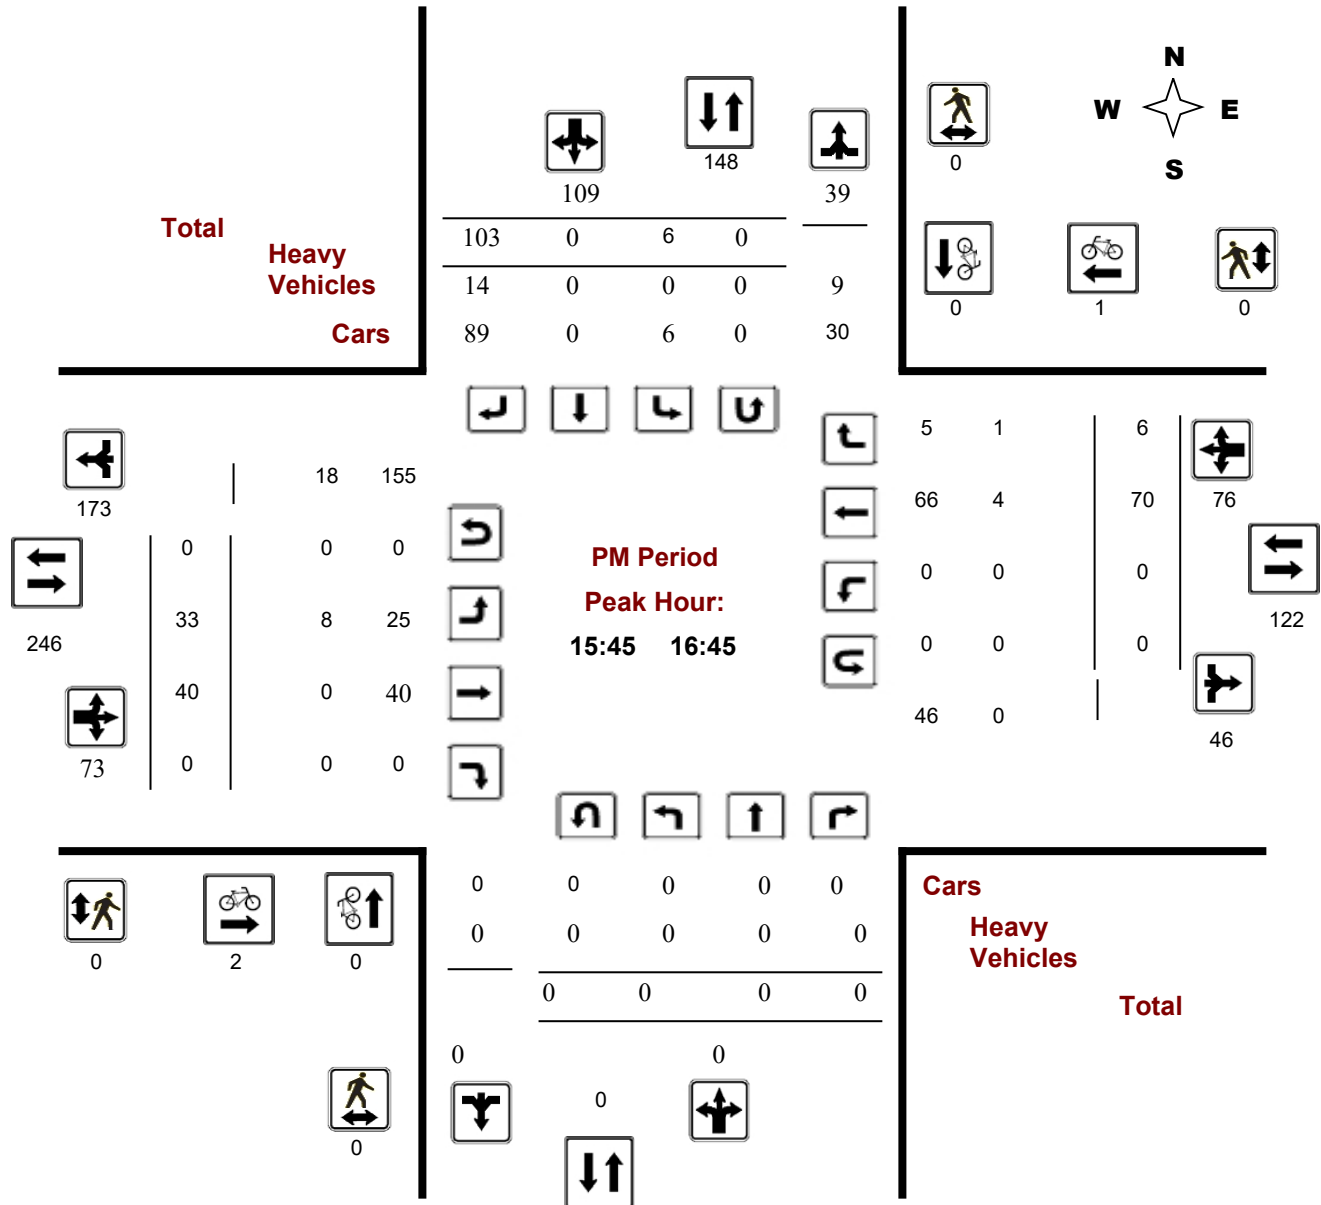 N
W E
S
148
0
109 39
Total
103 0 6 0
Heavy
Vehicles
14 0 0 0 9
0 1 0
Cars
89 0 6 0 30
5 1 6
18 155
173
66 4 70 76
0 0 0
PM Period
0 0 0
Peak Hour:
33 8 25
122
246
15:45 16:45
0 0 0
40 0 40
46 0
46
73 0 0 0
0 0 0 0 0
Cars
0 0 0 0 0
Heavy
Vehicles
0 2 0
0 0 0 0
Total
0 0
0
0